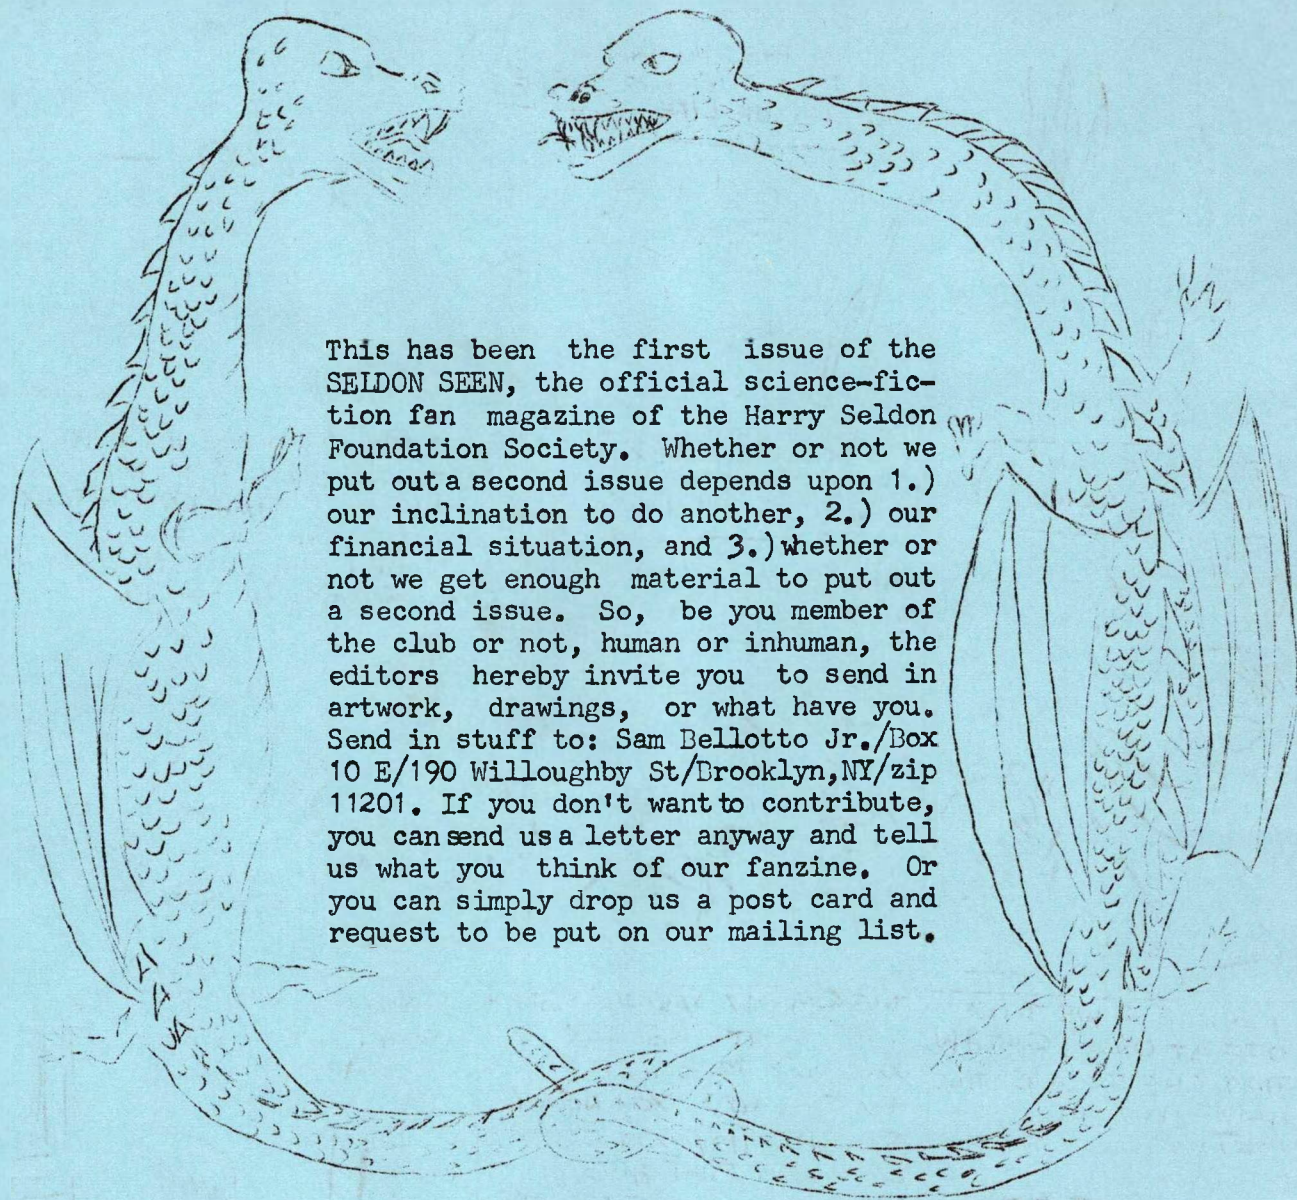 This has been the first issue of the
SELDON SEEN, the official science-fic-
tion fan magazine of the Harry Seldon
Foundation Society. Whether or not we
put out a second issue depends upon 1.)
our inclination to do another, 2.) our
financial situation, and 3.) whether or
not we get enough material to put out
a second issue. So, be you member of
the club or not, human or inhuman, the
editors hereby invite you to send in
artwork, drawings, or what have you.
Send in stuff to: Sam Bellotto Jr./Box
10 E/190 Willoughby St/Brooklyn,NY/zip
11201. If you don't want to contribute,
you can send us a letter anyway and tell
us what you think of our fanzine. Or
you can simply drop us a post card and
request to be put on our mailing list.